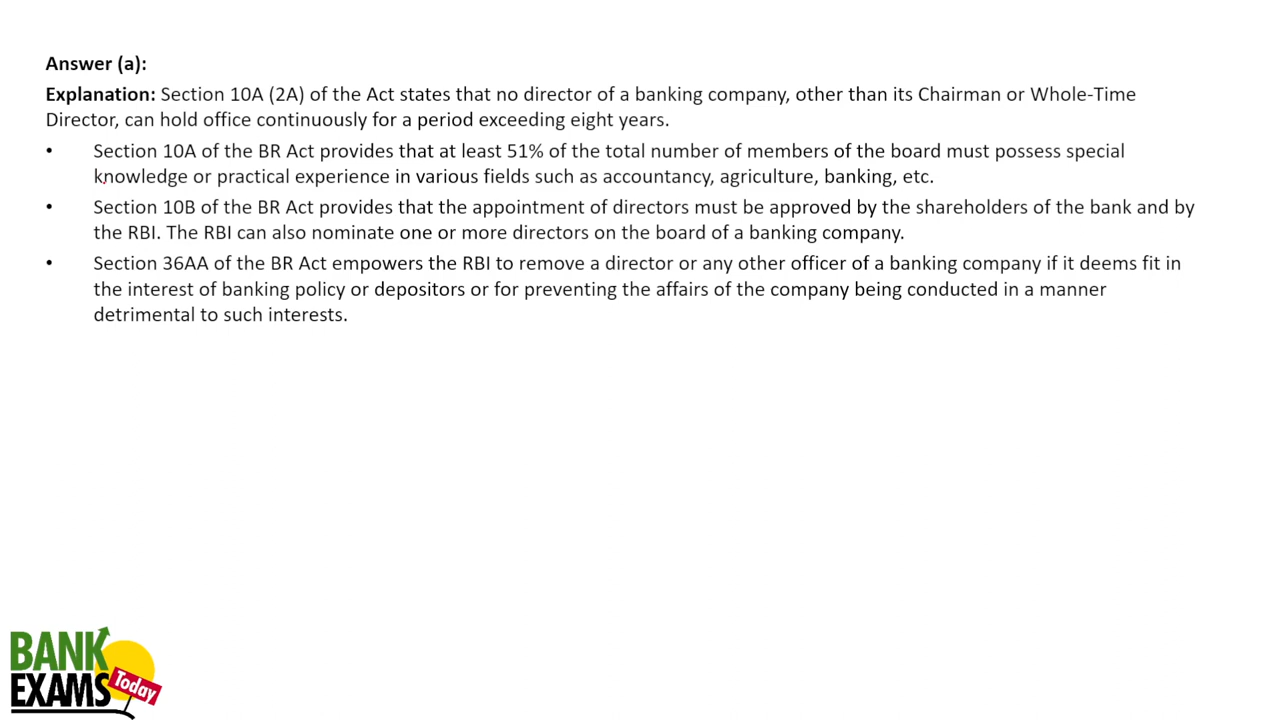 Answer (a):
Explanation: Section 10A (2A) of the Act states that no director of a banking company, other than its Chairman or Whole-Time
Director, can hold office continuously for a period exceeding eight years.
• Section 10A of the BR Act provides that at least 51% of the total number of members of the board must possess special
knowledge or practical experience in various fields such as accountancy, agriculture, banking, etc.
• Section 10B of the BR Act provides that the appointment of directors must be approved by the shareholders of the bank and by
the RBI. The RBI can also nominate one or more directors on the board of a banking company.
• Section 36AA of the BR Act empowers the RBI to remove a director or any other officer of a banking company if it deems fit in
the interest of banking policy or depositors or for preventing the affairs of the company being conducted in a manner
detrimental to such interests.
BANK
EXAMS
Today